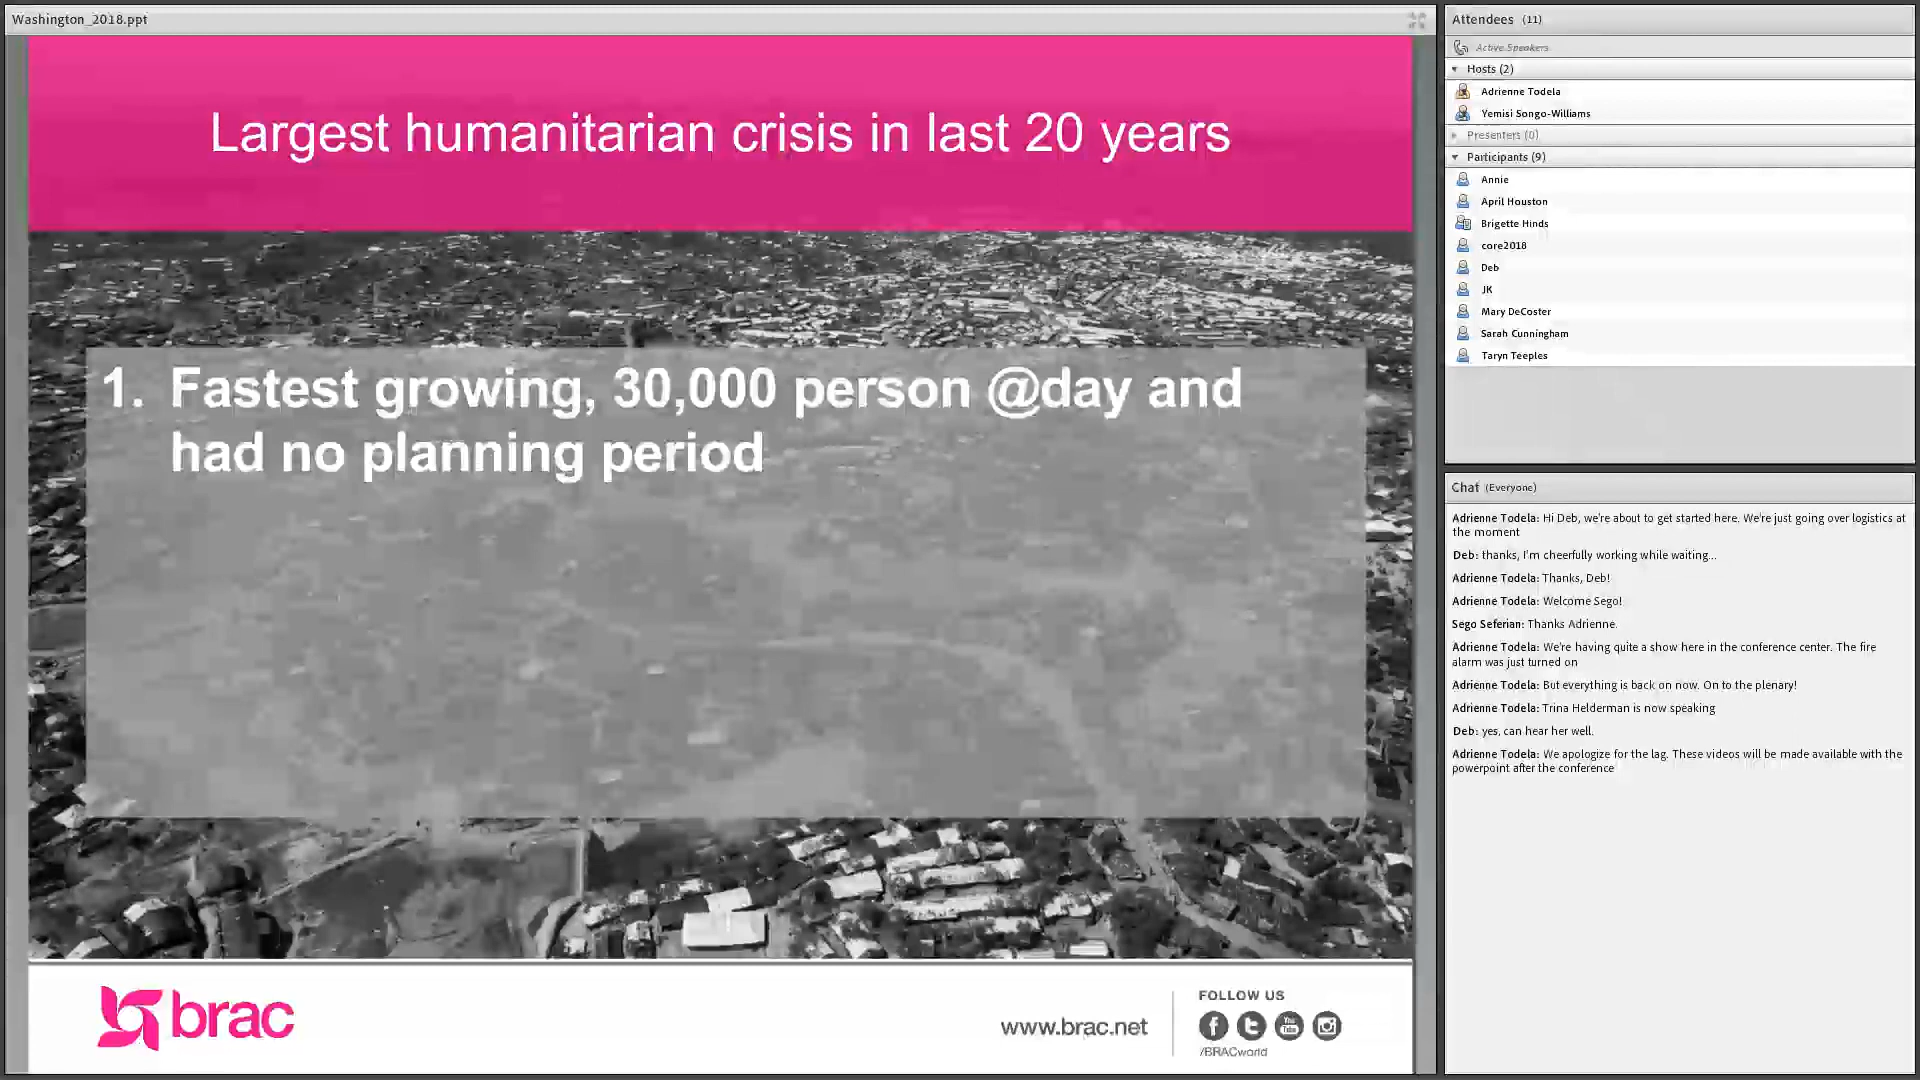 Washington_2018.ppt
Largest humanitarian crisis in last 20 years
1. Fastest growing, 30,000 person @day and
had no planning period
brac
www.brac.net
FOLLOW US
You
Tube
/BRACworld
Attendees (11)
Active Speakers
Hosts (2)
Adrienne Todela
Yemisi Songo-Williams
Presenters (0)
Participants (9)
Annie
April Houston
Brigette Hinds
core2018
Deb
JK
Mary DeCoster
Sarah Cunningham
Taryn Teeples
Chat (Everyone)
Adrienne Todela: Hi Deb, we're about to get started here. We're just going over logistics at
the moment
Deb: thanks, I'm cheerfully working while waiting...
Adrienne Todela: Thanks, Deb!
Adrienne Todela: Welcome Sego!
Sego Seferian: Thanks Adrienne.
Adrienne Todela: We're having quite a show here in the conference center. The fire
alarm was just turned on
Adrienne Todela: But everything is back on now. On to the plenary!
Adrienne Todela: Trina Helderman is now speaking
Deb: yes, can hear her well.
Adrienne Todela: We apologize for the lag. These videos will be made available with the
powerpoint after the conference